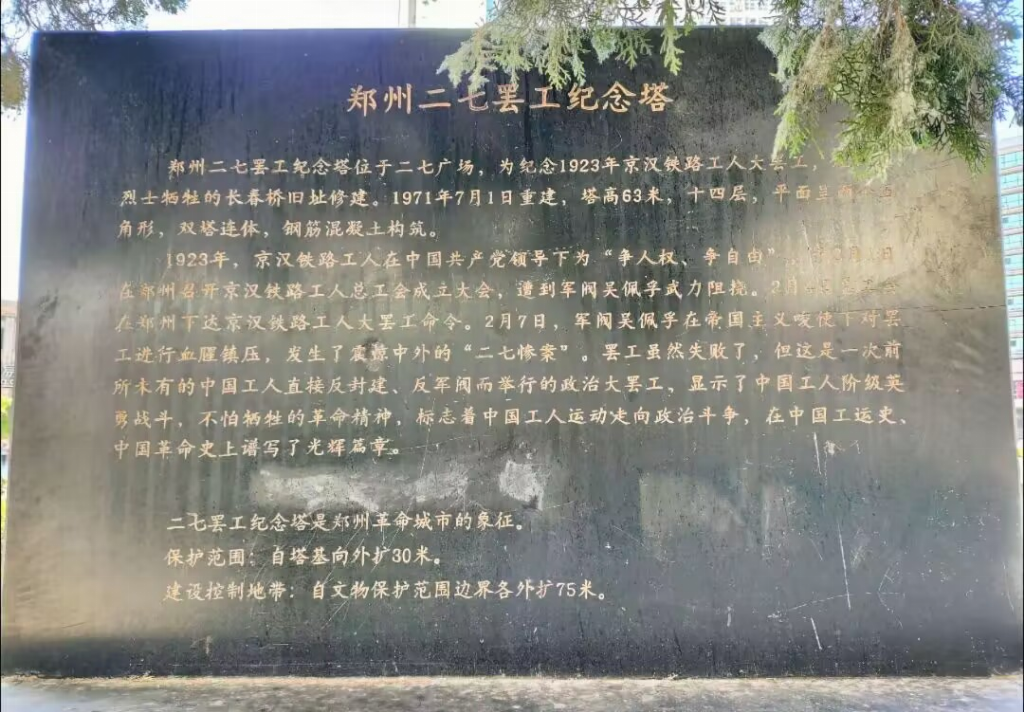 郑州二七罢工纪念塔
郑州二七罢工纪念塔位于二七广场，为纪念1923年京汉铁路工人大罢工，
烈士牺牲的长春桥旧址修建。1971年7月1日重建，塔高63米，十四层，平面呈
角形，双塔连体，钢筋混凝土构筑。
1923年，京汉铁路工人在中国共产党领导下为“争人权、争自由”，
在郑州召开京汉铁路工人总工会成立大会，遭到军阀吴佩孚武力阻挠。2月
在郑州下达京汉铁路工人大罢工命令。2月7日，军阀吴佩孚在帝国主义唆使下对罢
工进行血腥镇压，发生了震惊中外的“二七惨案”。罢工虽然失败了，但这是一次前
所未有的中国工人直接反封建、反军阀而举行的政治大罢工，显示了中国工人阶级英
勇战斗，不怕牺牲的革命精神，标志着中国工人运动走向政治斗争，在中国工运史、
中国革命史上谱写了光辉篇章。
二七罢工纪念塔是郑州革命城市的象征。
保护范围：自塔基向外扩30米。
建设控制地带：自文物保护范围边界各外扩75米。